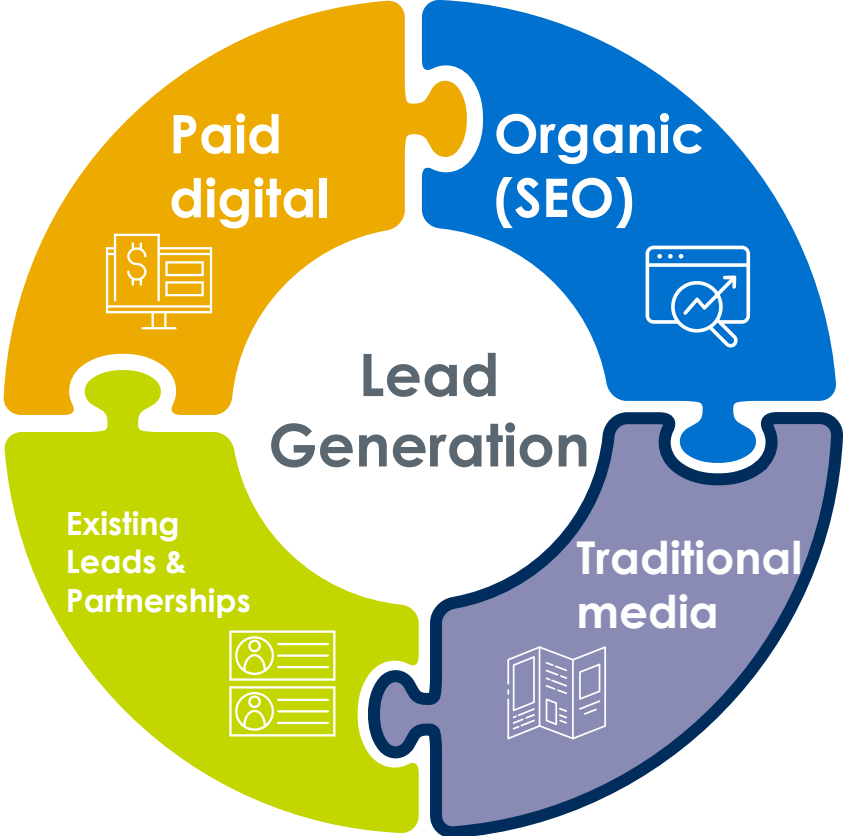 Paid
digital
Organic
(SEO)
$
Lead
Generation
Existing
Leads &
Partnerships
Traditional
media